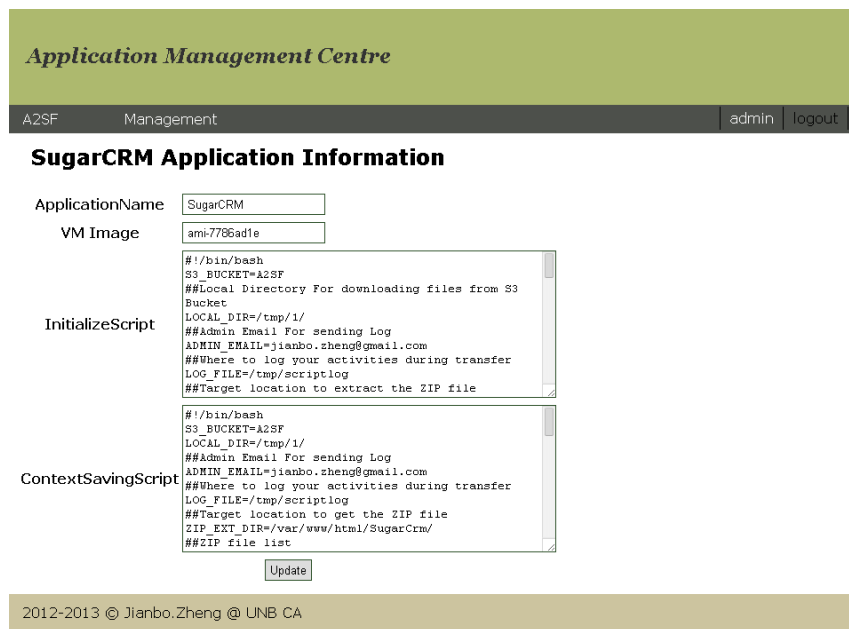 Application Management Centre
A2SF Management admin logout
SugarCRM Application Information
ApplicationName SugarCRM
VM Image ami-7786ad1e
InitializeScript
#!/bin/bash
S3_BUCKET=A2SF
##Local Directory For downloading files from S3
Bucket
LOCAL_DIR=/tmp/1/
##Admin Email For sending Log
ADMIN_EMAIL=jianbo.zheng@gmail.com
##Where to log your activities during transfer
LOG_FILE=/tmp/scriptlog
##Target location to extract the ZIP file
ContextSavingScript
#!/bin/bash
S3_BUCKET=A2SF
LOCAL_DIR=/tmp/1/
##Admin Email For sending Log
ADMIN_EMAIL=jianbo.zheng@gmail.com
##Where to log your activities during transfer
LOG_FILE=/tmp/scriptlog
##Target location to get the ZIP file
ZIP_EXT_DIR=/var/www/html/SugarCrm/
##ZIP file list
Update
2012-2013 © Jianbo.Zheng @ UNB CA